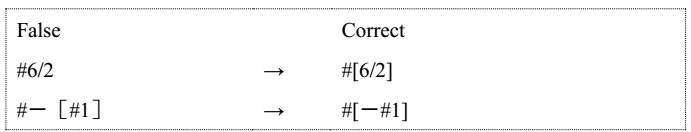 False Correct
#6/2 → #[6/2]
#－［#1］ → #[－#1]